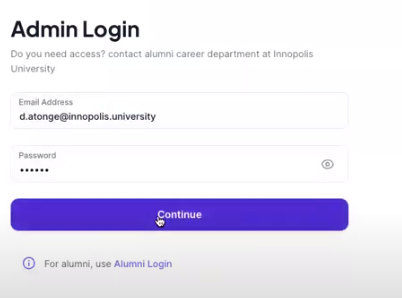 Admin Login
Do you need access? contact alumni career department at Innopolis
University
Email Address
d.atonge@innopolis.university
Password
••••••
Continue
For alumni, use Alumni Login